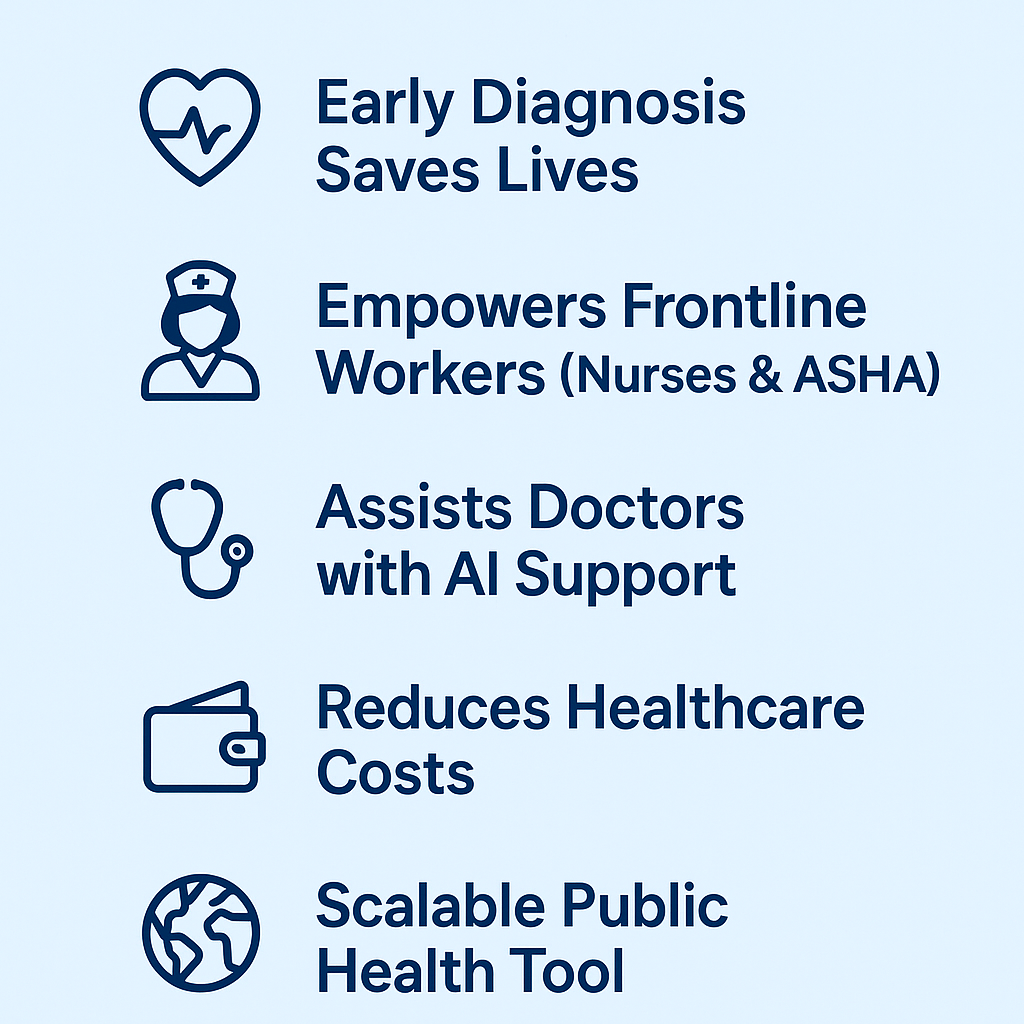 Early Diagnosis
Saves Lives
Empowers Frontline
Workers (Nurses & ASHA)
Assists Doctors
with AI Support
Reduces Healthcare
Costs
Scalable Public
Health Tool